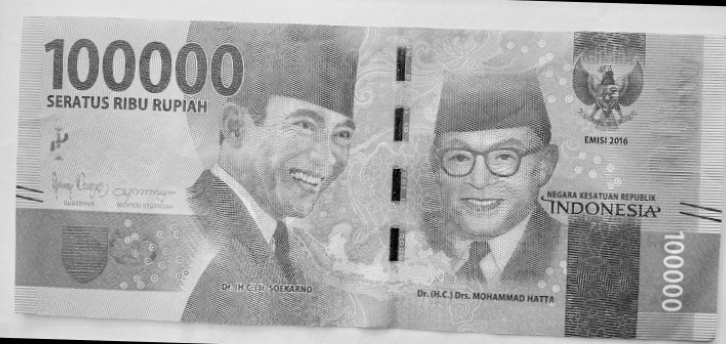 100000
SERATUS RIBU RUPIAH
GUBERNUR
MENTERI KEUANGAN
Dr. (H.C.) Ir. SOEKARNO
Dr. (H.C.) Drs. MOHAMMAD HATTA
EMISI 2016
NEGARA KESATUAN REPUBLIK
INDONESIA
100000